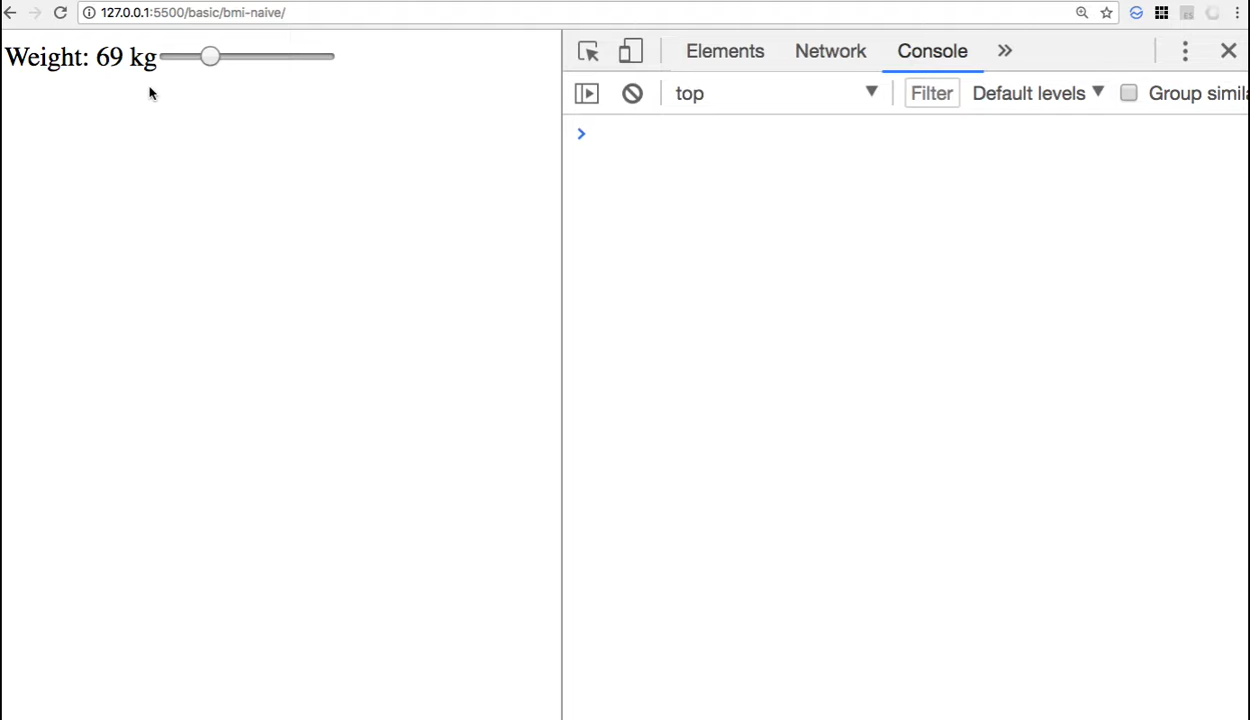 127.0.0.1:5500/basic/bmi-naive/
Weight: 69 kg
Elements Network Console »
top Filter Default levels Group simila